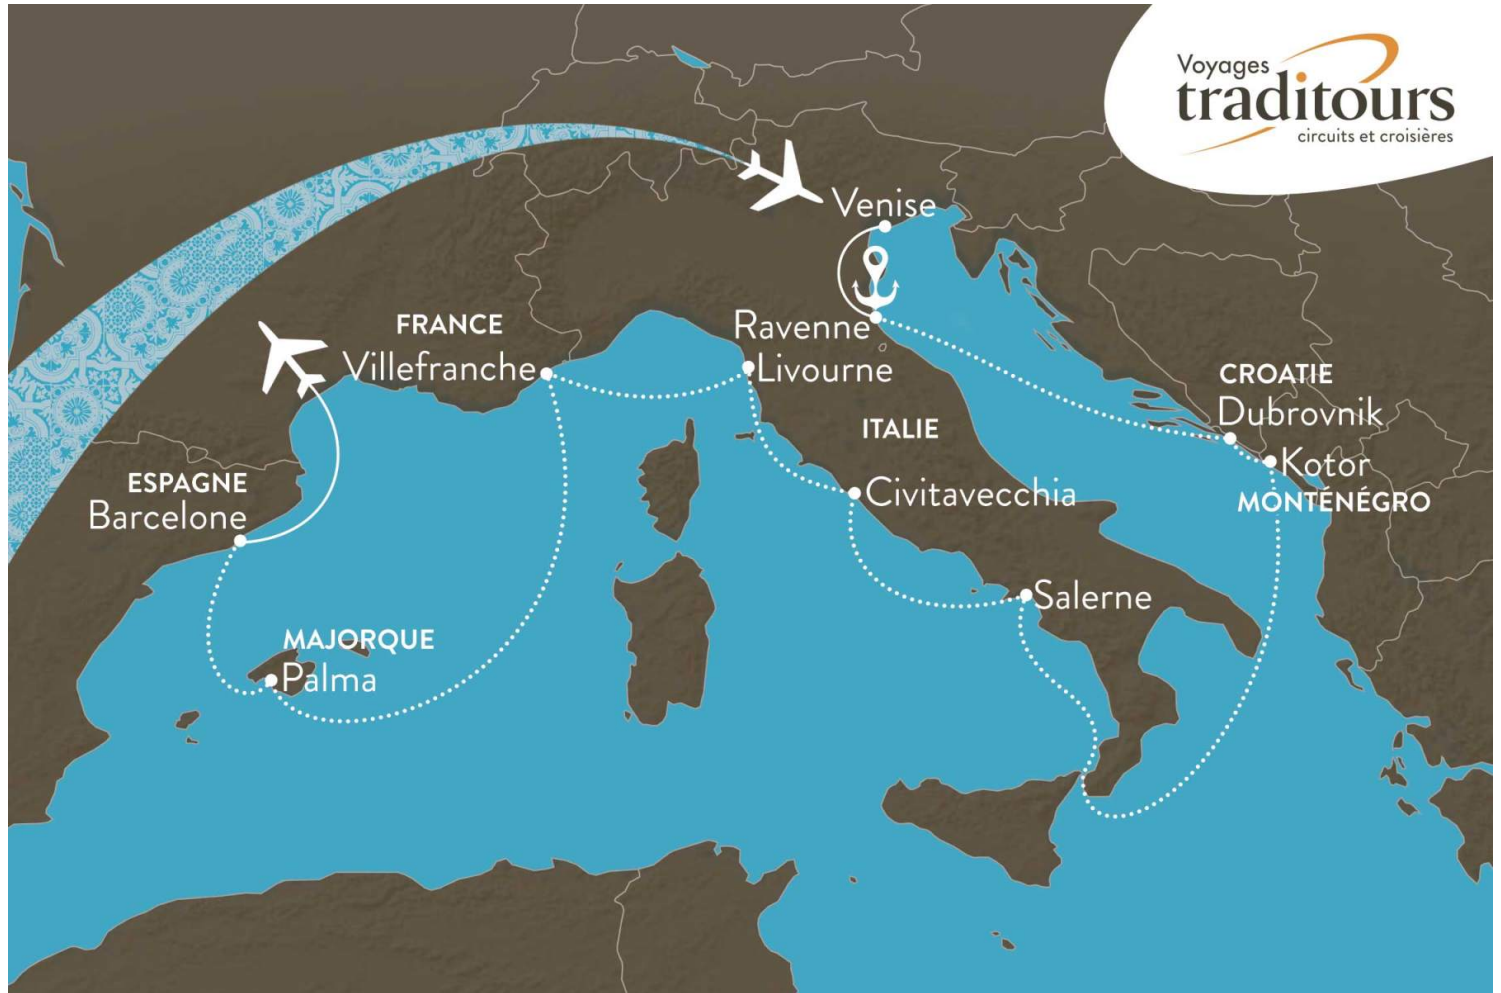 Voyages
traditours
circuits et croisières
Venise
FRANCE
Villefranche
Ravenne
Livourne
CROATIE
Dubrovnik
ITALIE
Kotor
MONTÉNÉGRO
ESPAGNE
Barcelone
Civitavecchia
Salerne
MAJORQUE
Palma